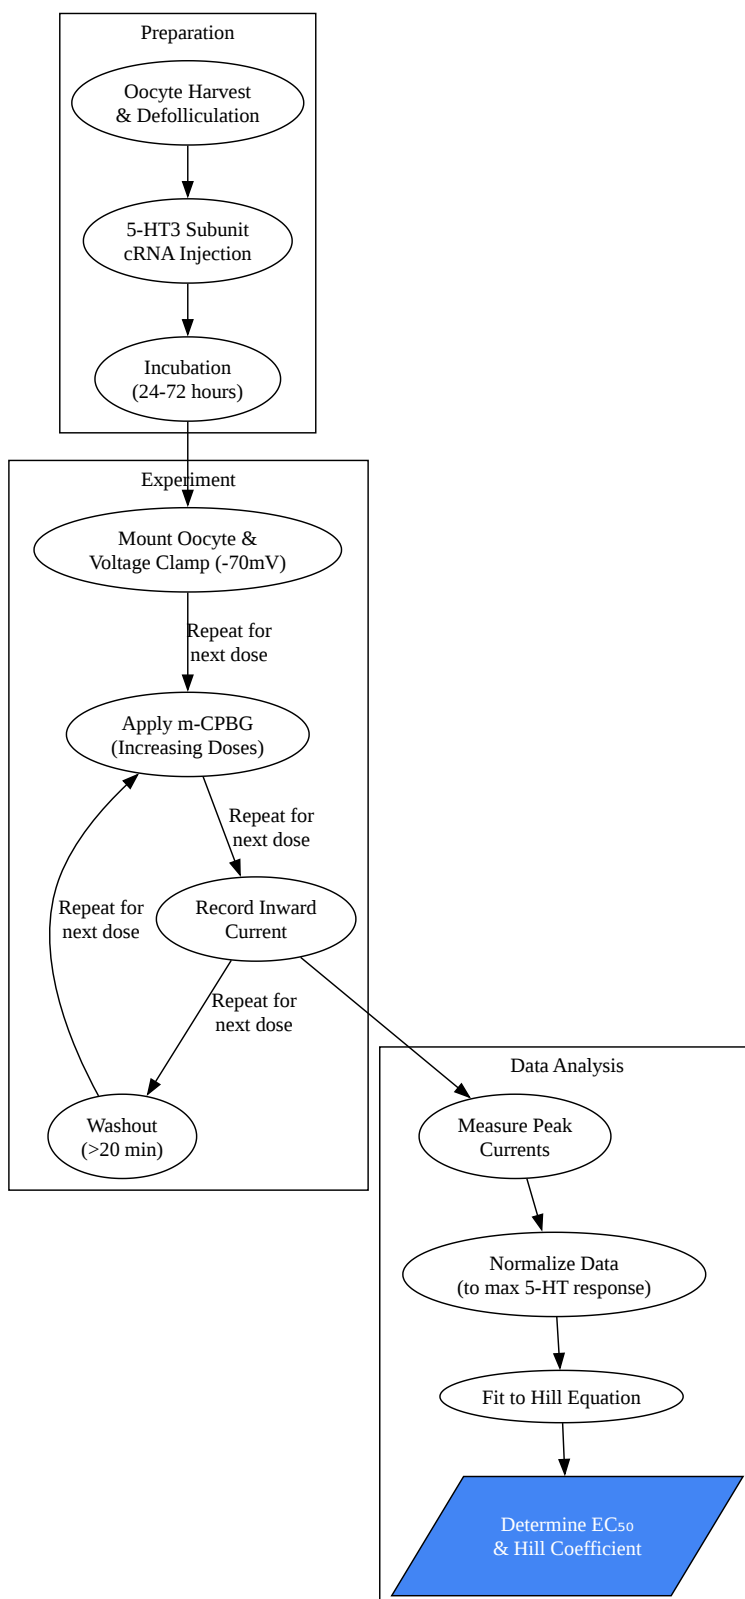 Preparation
Oocyte Harvest
& Defolliculation
5-HT3 Subunit
cRNA Injection
Incubation
(24-72 hours)
Experiment
Mount Oocyte &
Voltage Clamp (-70mV)
Repeat for
next dose
Apply m-CPBG
(Increasing Doses)
Repeat for
next dose
Repeat for
next dose
Record Inward
Current
Repeat for
next dose
Washout
(>20 min)
Data Analysis
Measure Peak
Currents
Normalize Data
(to max 5-HT response)
Fit to Hill Equation
Determine EC₅₀
& Hill Coefficient